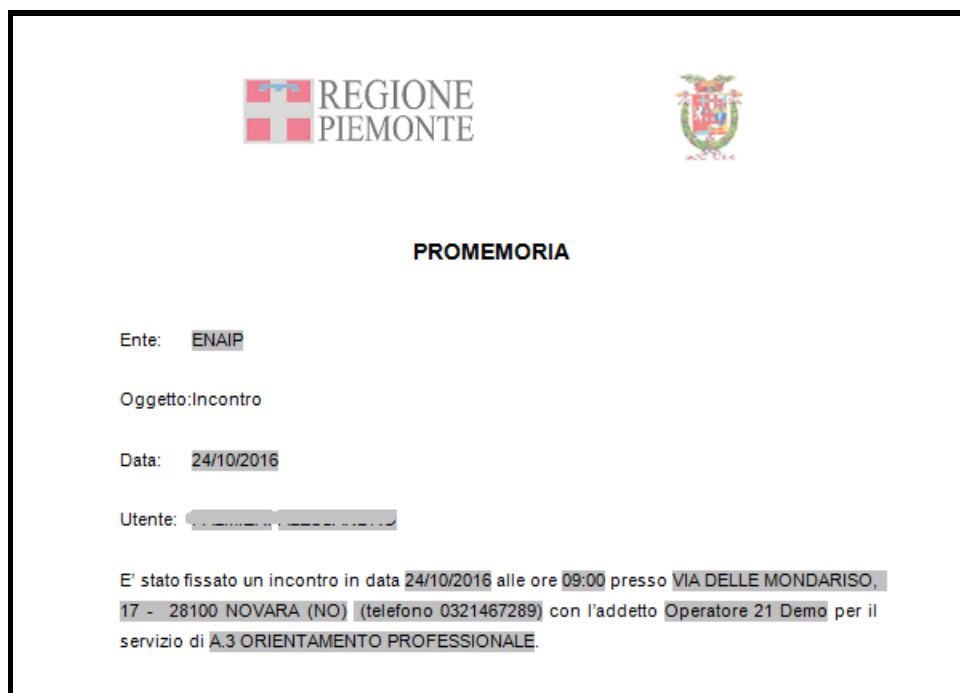 REGIONE
PIEMONTE
PROMEMORIA
Ente: ENAIP
Oggetto:Incontro
Data: 24/10/2016
Utente:
E' stato fissato un incontro in data 24/10/2016 alle ore 09:00 presso VIA DELLE MONDARISO,
17 - 28100 NOVARA (NO) (telefono 0321467289) con l'addetto Operatore 21 Demo per il
servizio di A.3 ORIENTAMENTO PROFESSIONALE.